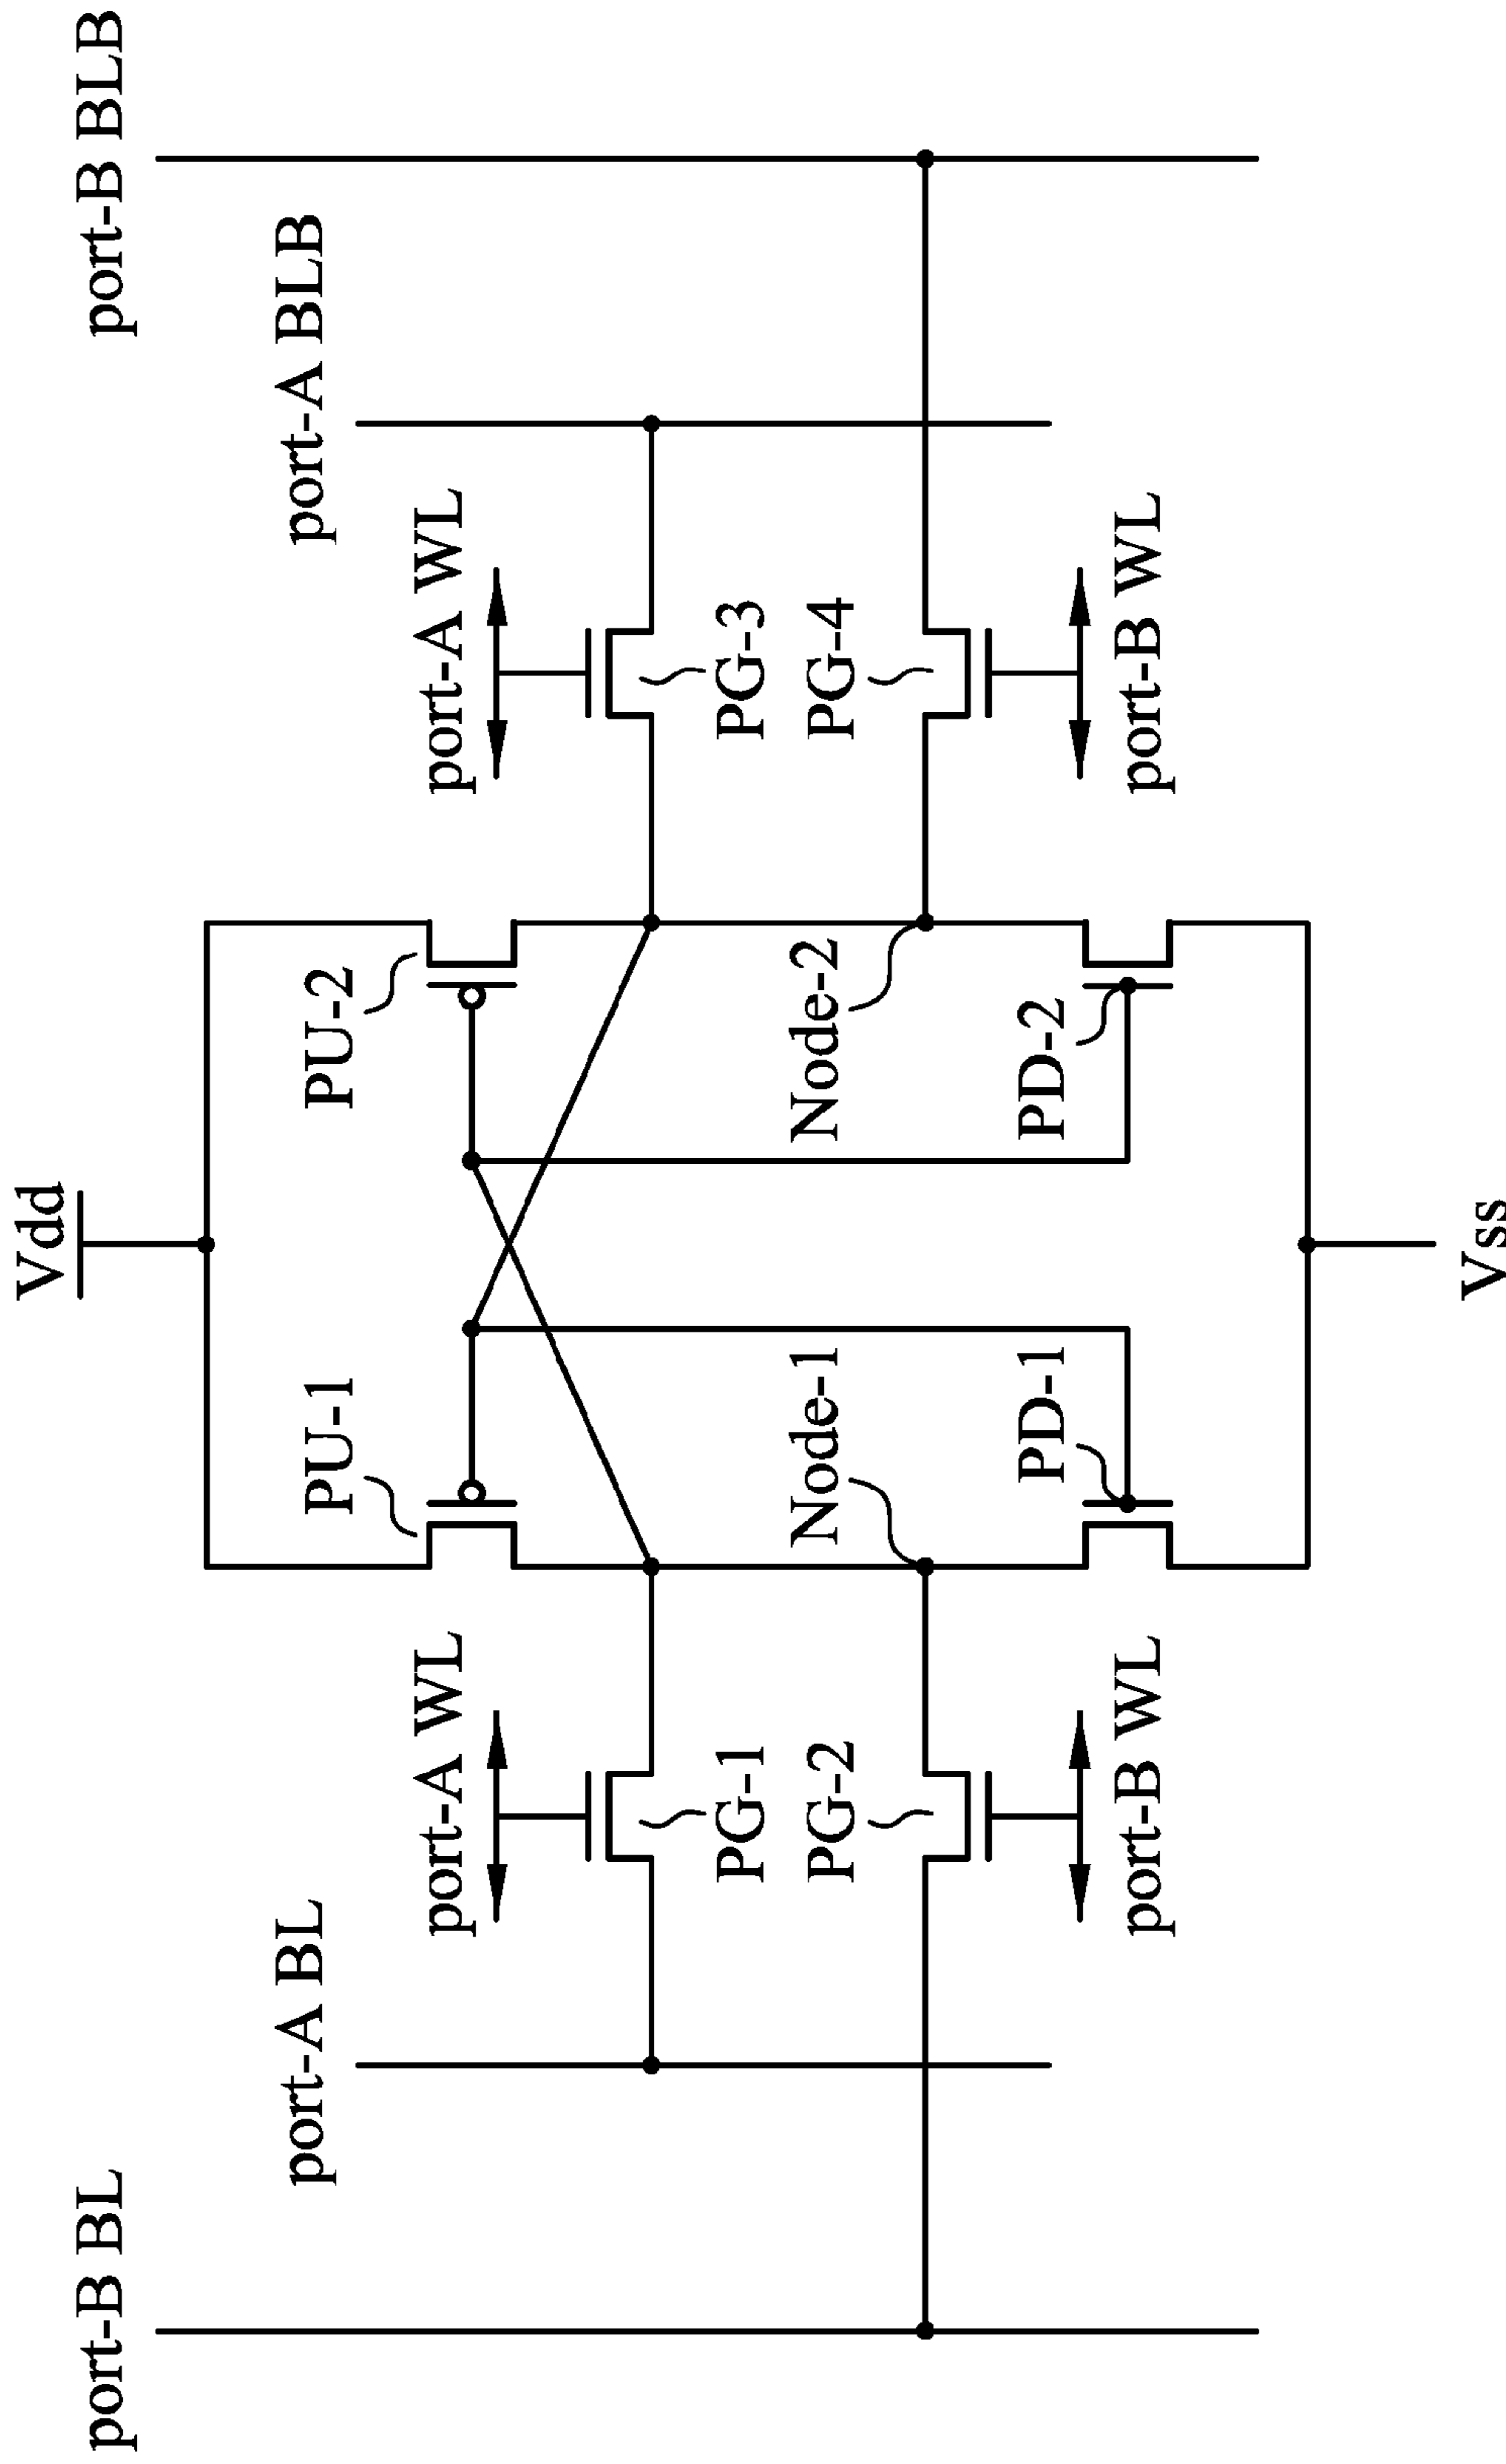 Vdd
port-B BL
port-B BLB
port-A BL
port-A BLB
PU-1
PU-2
port-A WL
port-A WL
PG-1
PG-3
Node-1
Node-2
PG-2
PG-4
PD-1
PD-2
port-B WL
port-B WL
Vss